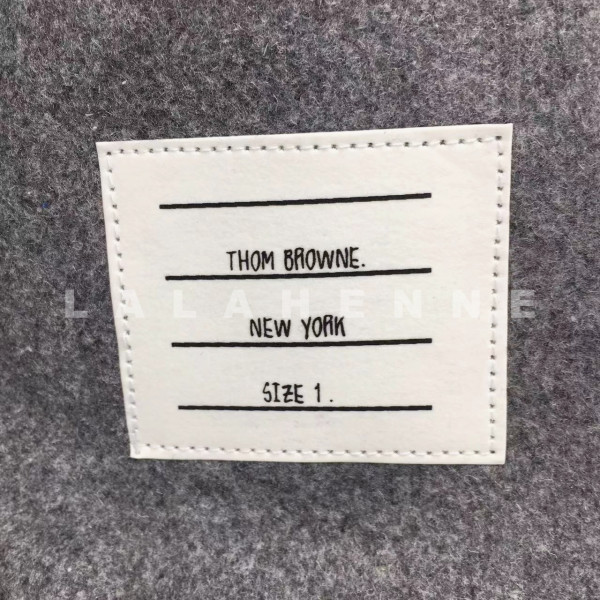 THOM BROWNE.
LALAHENNE
NEW YORK
SIZE 1.